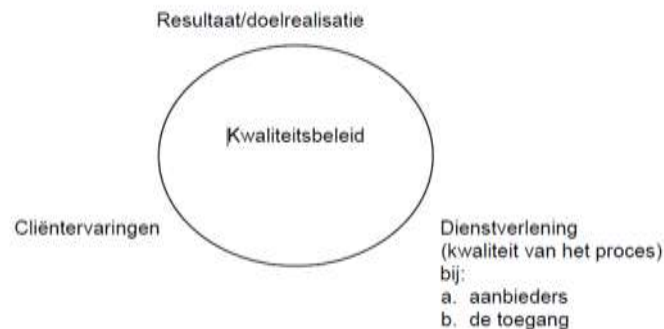 Resultaat/doelrealisatie
Kwaliteitsbeleid
Cliëntervaringen
Dienstverlening
(kwaliteit van het proces)
bij:
a. aanbieders
b. de toegang